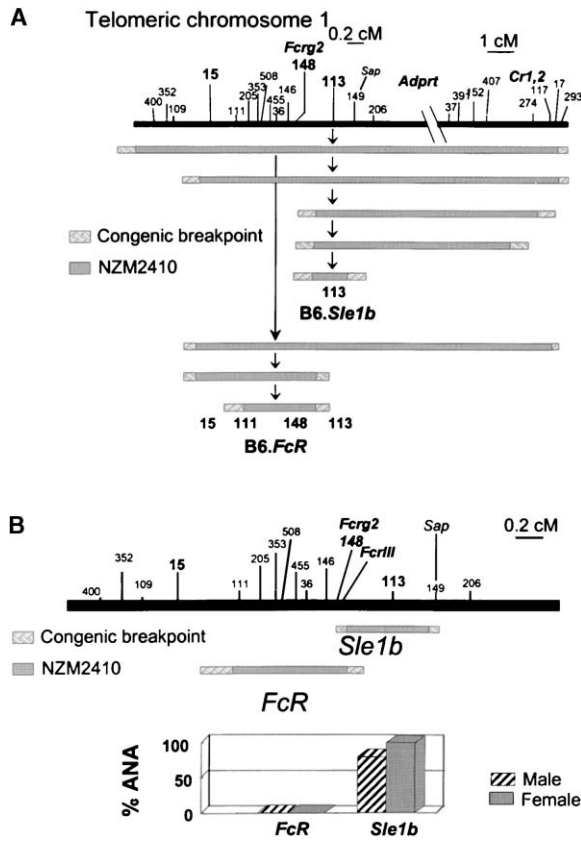 A
Telomeric chromosome 1
0.2 cM
1 cM
Fcrg2
148
15
113
Sap
Adprt
Cr1,2
400
352
109
111
205
353
508
455
36
146
149
206
37
391
152
407
274
117
17
293
Congenic breakpoint
NZM2410
113
B6.Sle1b
15 111 148 113
B6.FcR
B
0.2 cM
Fcrg2
148
FcrIII
Sap
400
352
109
15
111
205
353
508
455
36
146
113
149
206
Congenic breakpoint
NZM2410
Sle1b
FcR
% ANA
100
50
0
FcR
Sle1b
Male
Female